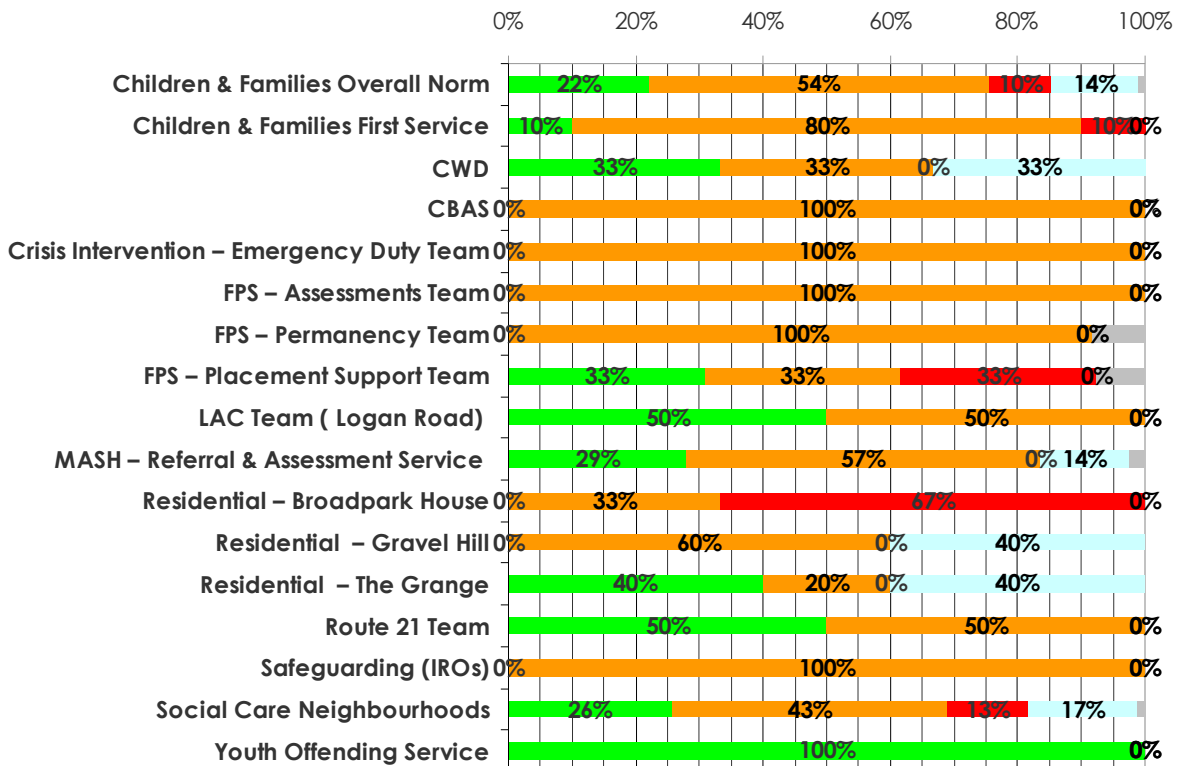 0% 20% 40% 60% 80% 100%
Children & Families Overall Norm 22% 54% 10% 14%
Children & Families First Service 10% 80% 10% 0%
CWD 33% 33% 0% 33%
CBAS 0% 100% 0%
Crisis Intervention – Emergency Duty Team 0% 100% 0%
FPS – Assessments Team 0% 100% 0%
FPS – Permanency Team 0% 100% 0%
FPS – Placement Support Team 33% 33% 33% 0%
LAC Team ( Logan Road) 50% 50% 0%
MASH – Referral & Assessment Service 29% 57% 0% 14%
Residential – Broadpark House 0% 33% 67% 0%
Residential – Gravel Hill 0% 60% 0% 40%
Residential – The Grange 40% 20% 0% 40%
Route 21 Team 50% 50% 0%
Safeguarding (IROs) 0% 100% 0%
Social Care Neighbourhoods 26% 43% 13% 17%
Youth Offending Service 100% 0%